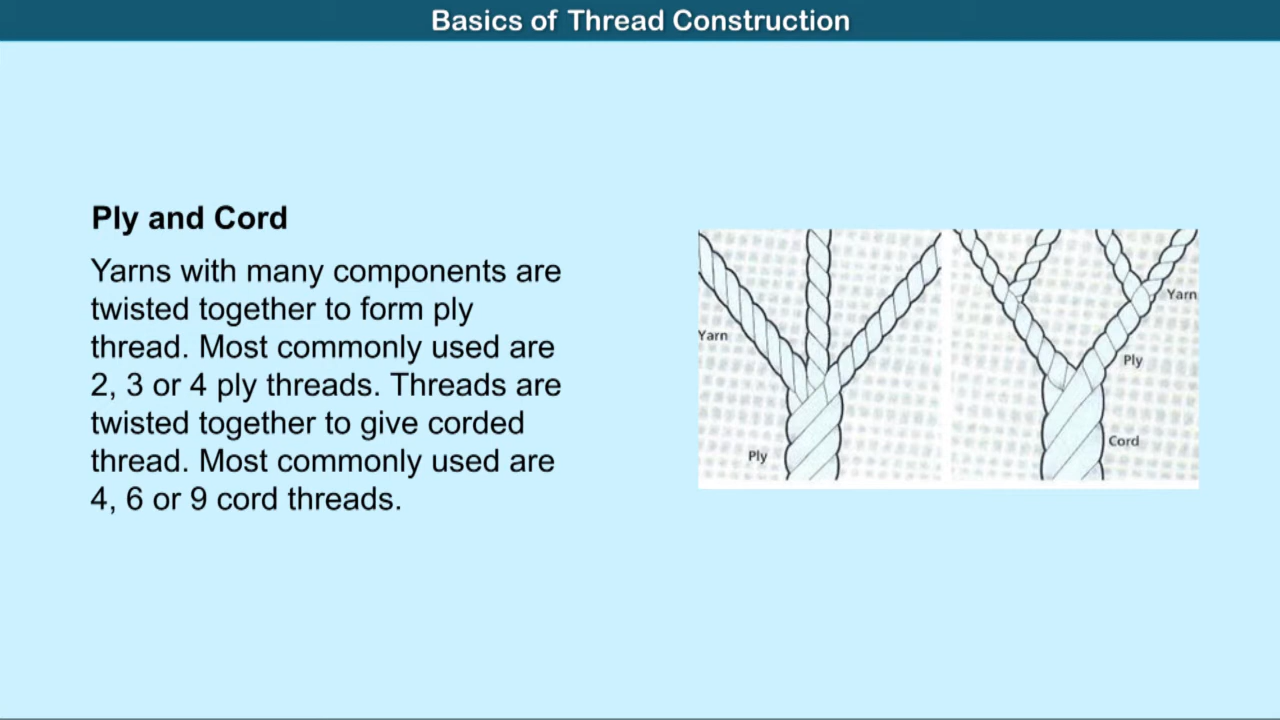 Basics of Thread Construction
Ply and Cord
Yarns with many components are
twisted together to form ply
thread. Most commonly used are
2, 3 or 4 ply threads. Threads are
twisted together to give corded
thread. Most commonly used are
4, 6 or 9 cord threads.
Yarn
Ply
Yarn
Ply
Cord